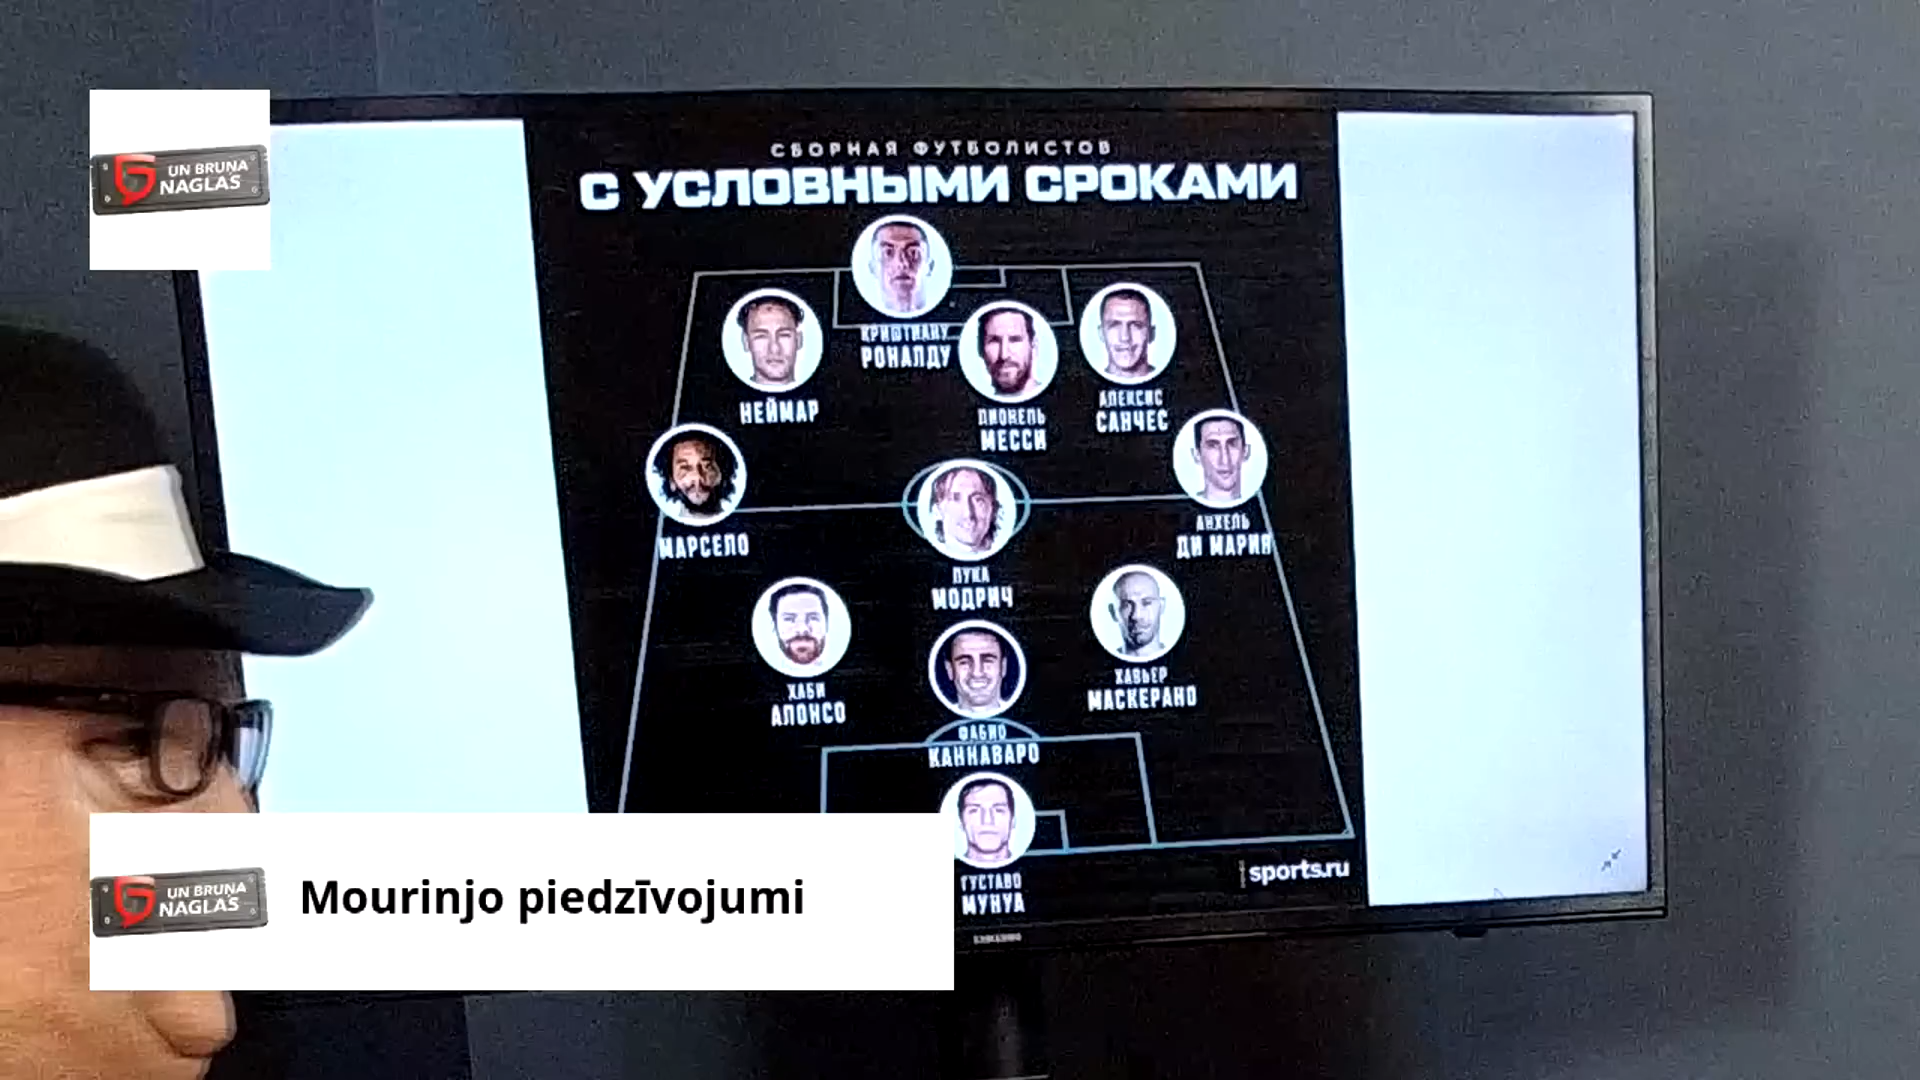 UN BRUNA
NAGLAS
СБОРНАЯ ФУТБОЛИСТОВ
С УСЛОВНЫМИ СРОКАМИ
КРИШТИАНУ
РОНАЛДУ
НЕЙМАР
ЛИОНЕЛЬ
МЕССИ
АЛЕКСИС
САНЧЕС
МАРСЕЛО
ЛУКА
МОДРИЧ
АНХЕЛЬ
ДИ МАРИЯ
ХАБИ
АЛОНСО
ФАБИО
КАННАВАРО
ХАВЬЕР
МАСКЕРАНО
ГУСТАВО
МУНУА
sports.ru
UN BRUNA
NAGLAS
Mourinjo piedzīvojumi